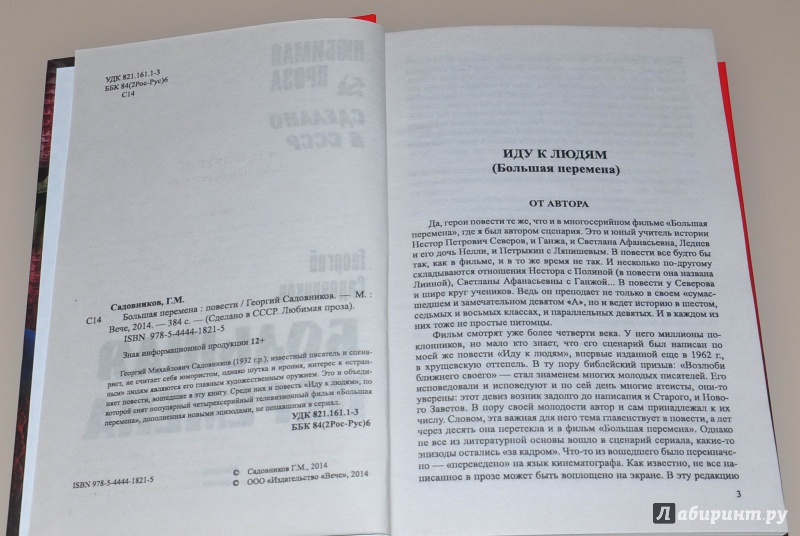 УДК 821.161.1-3
ББК 84(2Рос-Рус)6
С14
Садовников, Г.М.
С14 Большая перемена : повести / Георгий Садовников. — М. :
Вече, 2014. — 384 с. — (Сделано в СССР. Любимая проза).
ISBN 978-5-4444-1821-5
Знак информационной продукции 12+
Георгий Михайлович Садовников (1932 г.р.), известный писатель и сцена-
рист, не считает себя юмористом, однако шутка и ирония, интерес к «стран-
ным» людям являются его главным художественным оружием. Это и объеди-
няет повести, вошедшие в эту книгу. Среди них и повесть «Иду к людям», по
которой снят популярный четырехсерийный телевизионный фильм «Большая
перемена», дополненная новыми эпизодами, не попавшими в сериал.
УДК 821.161.1-3
ББК 84(2Рос-Рус)6
ISBN 978-5-4444-1821-5
© Садовников Г.М., 2014
© ООО «Издательство «Вече», 2014
ЛЮБИМАЯ
ПРОЗА
СДЕЛАНО
В СССР
Георгий
Садовников
ИДУ К ЛЮДЯМ
(Большая перемена)
ОТ АВТОРА
Да, герои повести те же, что и в многосерийном фильме «Большая
перемена», где я был автором сценария. Это и юный учитель истории
Нестор Петрович Северов, и Ганжа, и Светлана Афанасьевна, Леднев
и его дочь Нелли, и Петрыкин с Ляпишевым. В повести все будто бы
так, как в фильме, и в то же время не так. И несколько по-другому
складываются отношения Нестора с Полиной (в повести она названа
Линной), Светланы Афанасьевны с Ганжой... В повести у Северова
и шире круг учеников. Ведь он преподает не только в своем «сумас-
шедшем и замечательном девятом «А», но и ведет историю в шестом,
седьмых и восьмых классах, и параллельных девятых. И в каждом из
них тоже не простые питомцы.
Фильм смотрят уже более четверти века. У него миллионы по-
клонников, но мало кто знает, что его сценарий был написан по
моей же повести «Иду к людям», впервые изданной еще в 1962 г.,
в хрущевскую оттепель. В ту пору библейский призыв: «Возлюби
ближнего своего» — стал знаменем многих молодых писателей. Его
исповедовали и исповедуют и по сей день многие атеисты, они-то
уверены: этот девиз возник задолго до написания и Старого, и Ново-
го Заветов. В пору своей молодости автор и сам принадлежал к их
числу. Словом, эта важная для него тема главенствует в повести, а лет
через десять она перетекла и в фильм «Большая перемена». Однако
не все из литературной основы вошло в сценарий сериала, какие-то
эпизоды остались «за кадром». Что-то из вошедшего было переиначе-
но — «переведено» на язык кинематографа. Как известно, не все на-
писанное в прозе может быть воплощено на экране. В эту редакцию
3
Лабиринт.ру